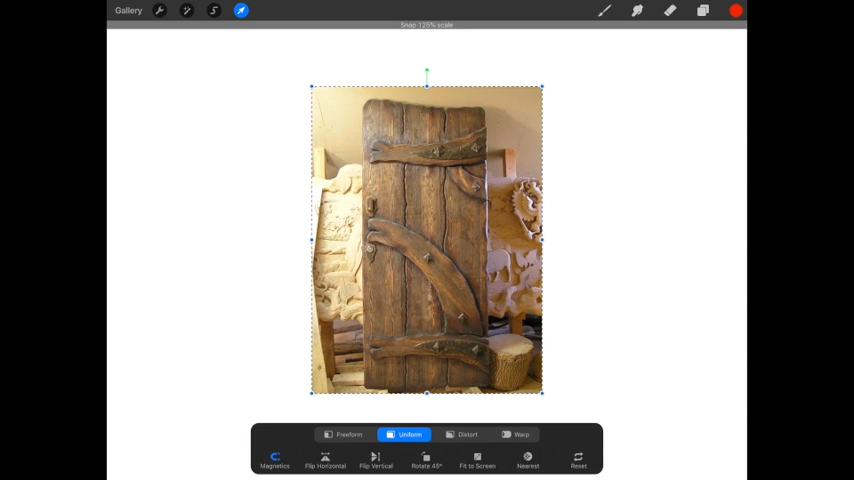 Gallery
Snap 125% scale
Freeform Uniform Distort Warp
Magnetics Flip Horizontal Flip Vertical Rotate 45° Fit to Screen Nearest Reset